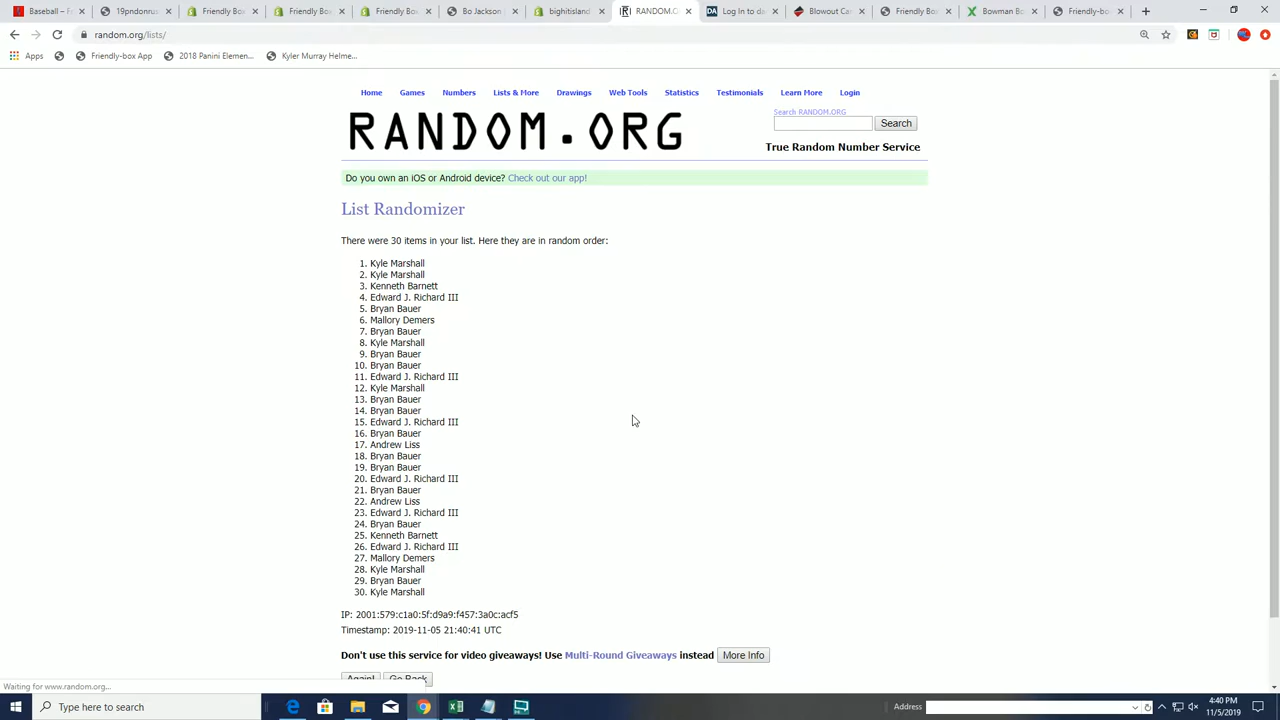 Baseball – F
19pndonrus
Friendly Box
Friendly Box
Bo Jackson
bighitsland
RANDOM.O
Log In to da
Blowout Ca
Friendly Bo
Bowman Bo
Friendly-bo
random.org/lists/
Apps
Friendly-box App
2018 Panini Elemen...
Kyler Murray Helme...
Home Games Numbers Lists & More Drawings Web Tools Statistics Testimonials Learn More Login
RANDOM.ORG
Search RANDOM.ORG
Search
True Random Number Service
Do you own an iOS or Android device? Check out our app!
List Randomizer
There were 30 items in your list. Here they are in random order:
1. Kyle Marshall
2. Kyle Marshall
3. Kenneth Barnett
4. Edward J. Richard III
5. Bryan Bauer
6. Mallory Demers
7. Bryan Bauer
8. Kyle Marshall
9. Bryan Bauer
10. Bryan Bauer
11. Edward J. Richard III
12. Kyle Marshall
13. Bryan Bauer
14. Bryan Bauer
15. Edward J. Richard III
16. Bryan Bauer
17. Andrew Liss
18. Bryan Bauer
19. Bryan Bauer
20. Edward J. Richard III
21. Bryan Bauer
22. Andrew Liss
23. Edward J. Richard III
24. Bryan Bauer
25. Kenneth Barnett
26. Edward J. Richard III
27. Mallory Demers
28. Kyle Marshall
29. Bryan Bauer
30. Kyle Marshall
IP: 2001:579:c1a0:5f:d9a9:f457:3a0c:acf5
Timestamp: 2019-11-05 21:40:41 UTC
Don't use this service for video giveaways! Use Multi-Round Giveaways instead More Info
Again! Go Back
Waiting for www.random.org...
Type here to search
Address
4:40 PM
11/5/2019